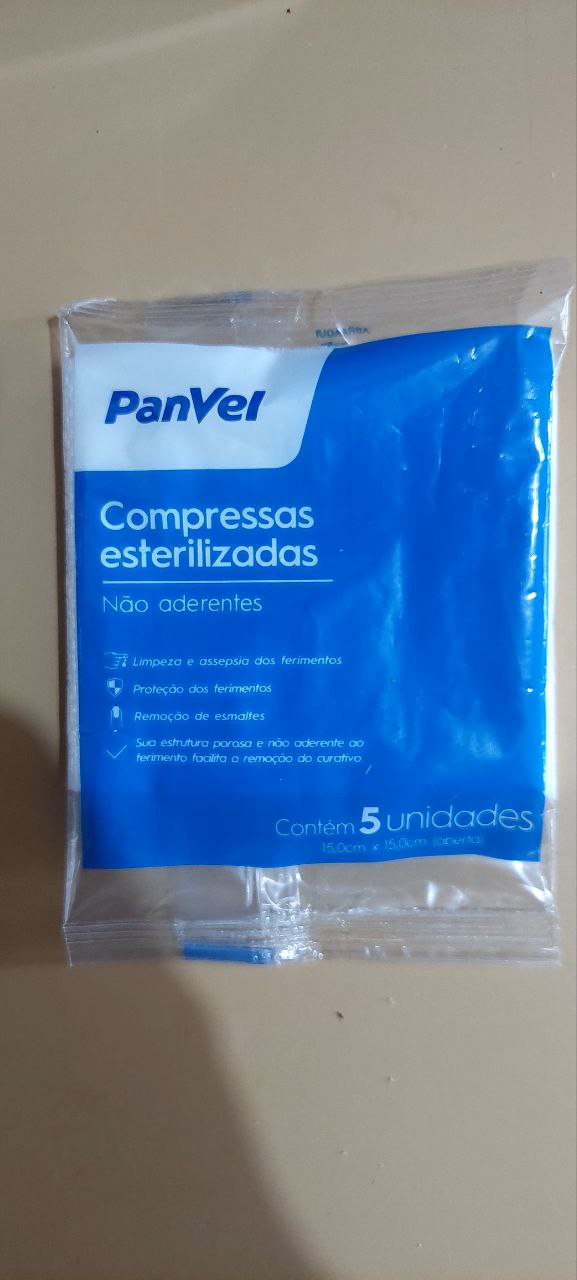 PanVel
Compressas
esterilizadas
Não aderentes
Limpeza e assepsia dos ferimentos
Proteção dos ferimentos
Remoção de esmaltes
Sua estrutura porosa e não aderente ao
ferimento facilita a remoção do curativo
Contém 5 unidades
15,0cm x 15,0cm (aberta)